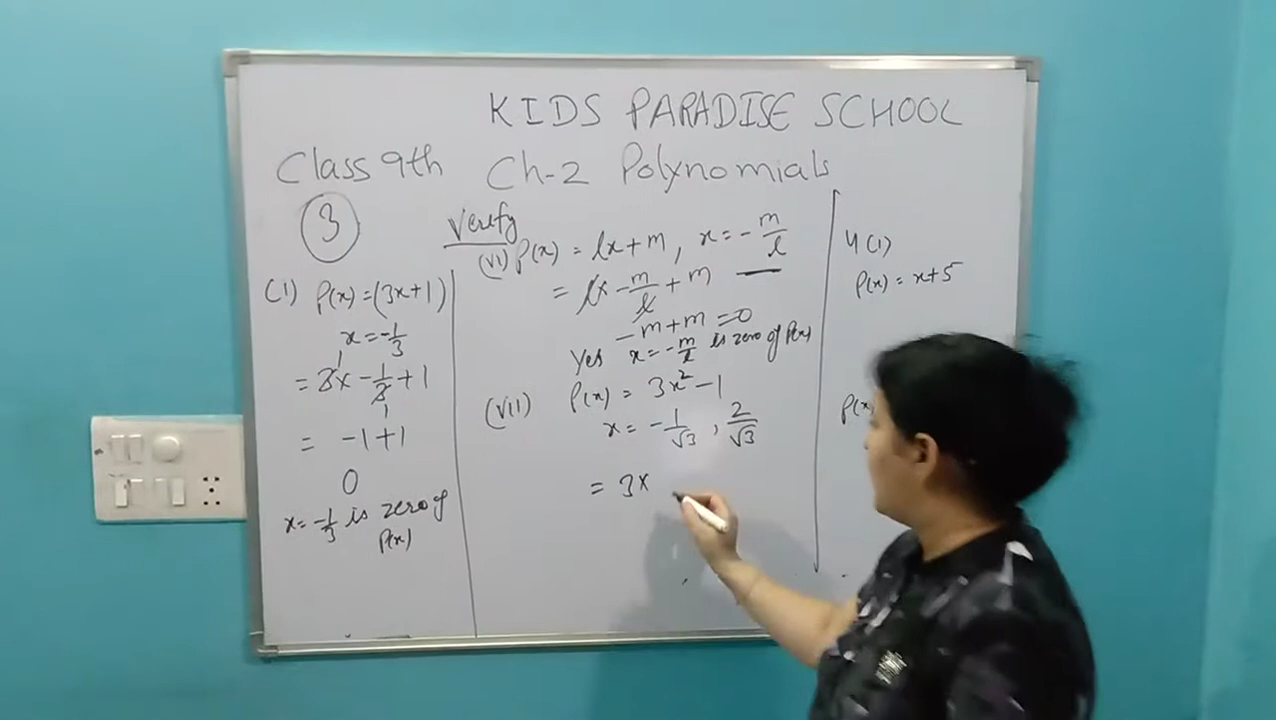 KIDS PARADISE SCHOOL
Class 9th Ch-2 Polynomials
3
Verify
(I) P(x)=(3x+1)
x=-1/3
= 3x-1/3+1
= -1+1
0
x=-1/3 is zero of
P(x)
(VI) P(x) = lx+m, x=-m/l
= l x -m/l + m
-m+m=0
Yes x=-m/l is zero of P(x)
(VII) P(x) = 3x²-1
x = -1/√3, 2/√3
= 3x
4(1)
P(x) = x+5
P(x)